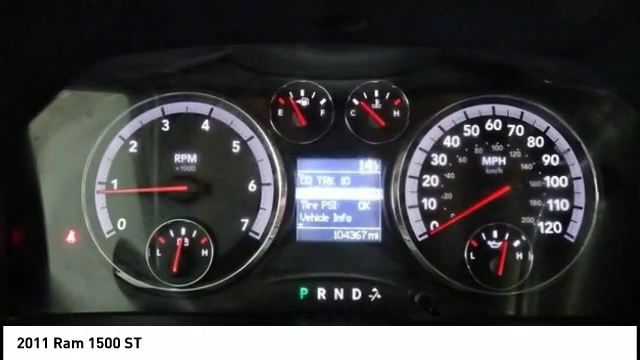 0 1 2 3 4 5 6 7
RPM
x1000
L H
E F
C H
CD TRK 10
Tire PSI OK
Vehicle Info
104367 mi
P R N D
0 10 20 30 40 50 60 70 80 90 100 110 120
MPH
km/h
L H
2011 Ram 1500 ST